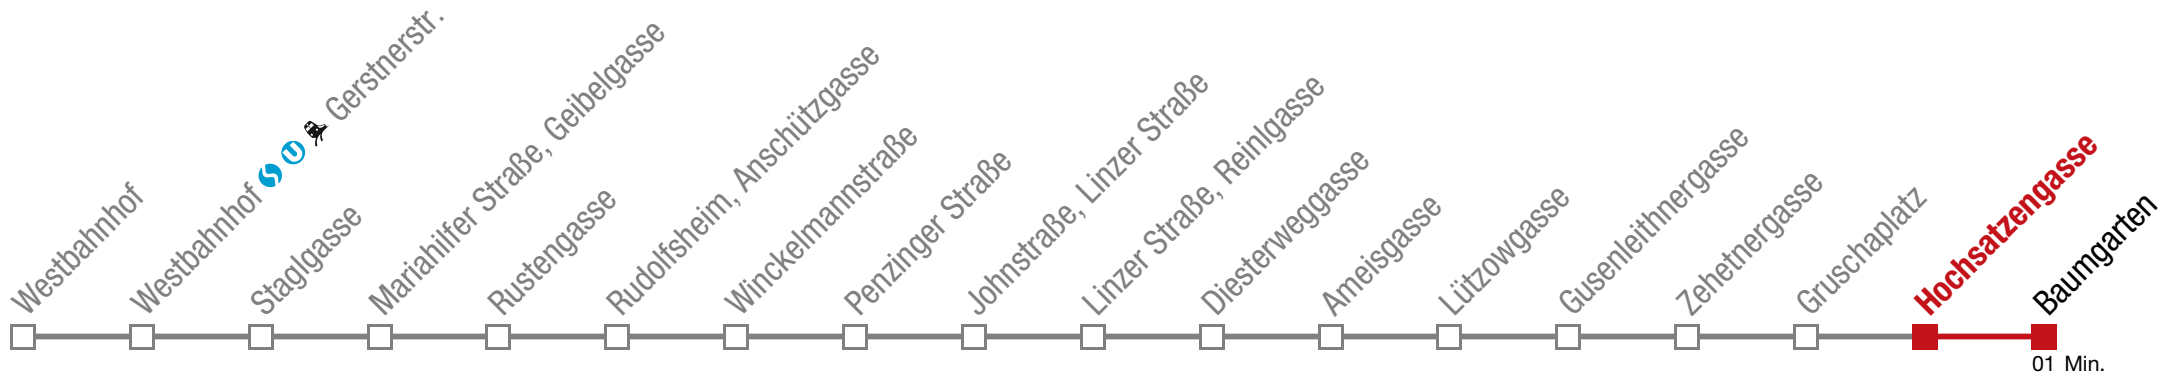 Westbahnhof
Westbahnhof S U Gerstnerstr.
Staglgasse
Mariahilfer Straße, Geibelgasse
Rustengasse
Rudolfsheim, Anschützgasse
Winckelmannstraße
Penzinger Straße
Johnstraße, Linzer Straße
Linzer Straße, Reinlgasse
Diesterweggasse
Ameisgasse
Lützowgasse
Gusenleithnergasse
Zehetnergasse
Gruschaplatz
Hochsatzengasse
Baumgarten
01 Min.